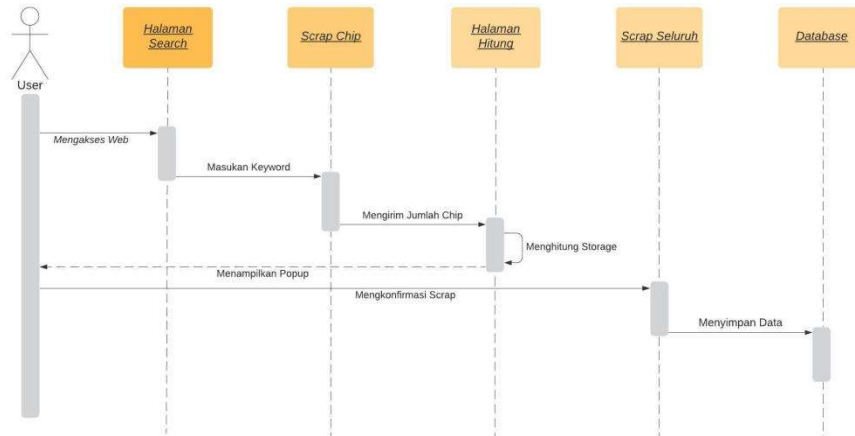 Halaman
Search
Scrap Chip
Halaman
Hitung
Scrap Seluruh
Database
User
Mengakses Web
Masukan Keyword
Mengirim Jumlah Chip
Menghitung Storage
Menampilkan Popup
Mengkonfirmasi Scrap
Menyimpan Data